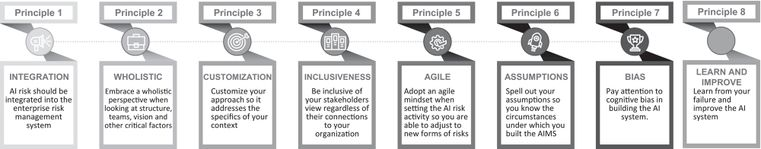 Principle 1
INTEGRATION
AI risk should be
integrated into the
enterprise risk
management
system
Principle 2
WHOLISTIC
Embrace a wholistic
perspective when
looking at structure,
teams, vision and
other critical factors
Principle 3
CUSTOMIZATION
Customize your
approach so it
addresses the
specifics of your
context
Principle 4
INCLUSIVENESS
Be inclusive of
your stakeholders
view regardless of
their connections
to your
organization
Principle 5
AGILE
Adopt an agile
mindset when
setting the AI risk
activity so you are
able to adjust to
new forms of risks
Principle 6
ASSUMPTIONS
Spell out your
assumptions so
you know the
circumstances
under which you
built the AIMS
Principle 7
BIAS
Pay attention to
cognitive bias in
building the AI
system.
Principle 8
LEARN AND
IMPROVE
Learn from your
failure and
improve the AI
system